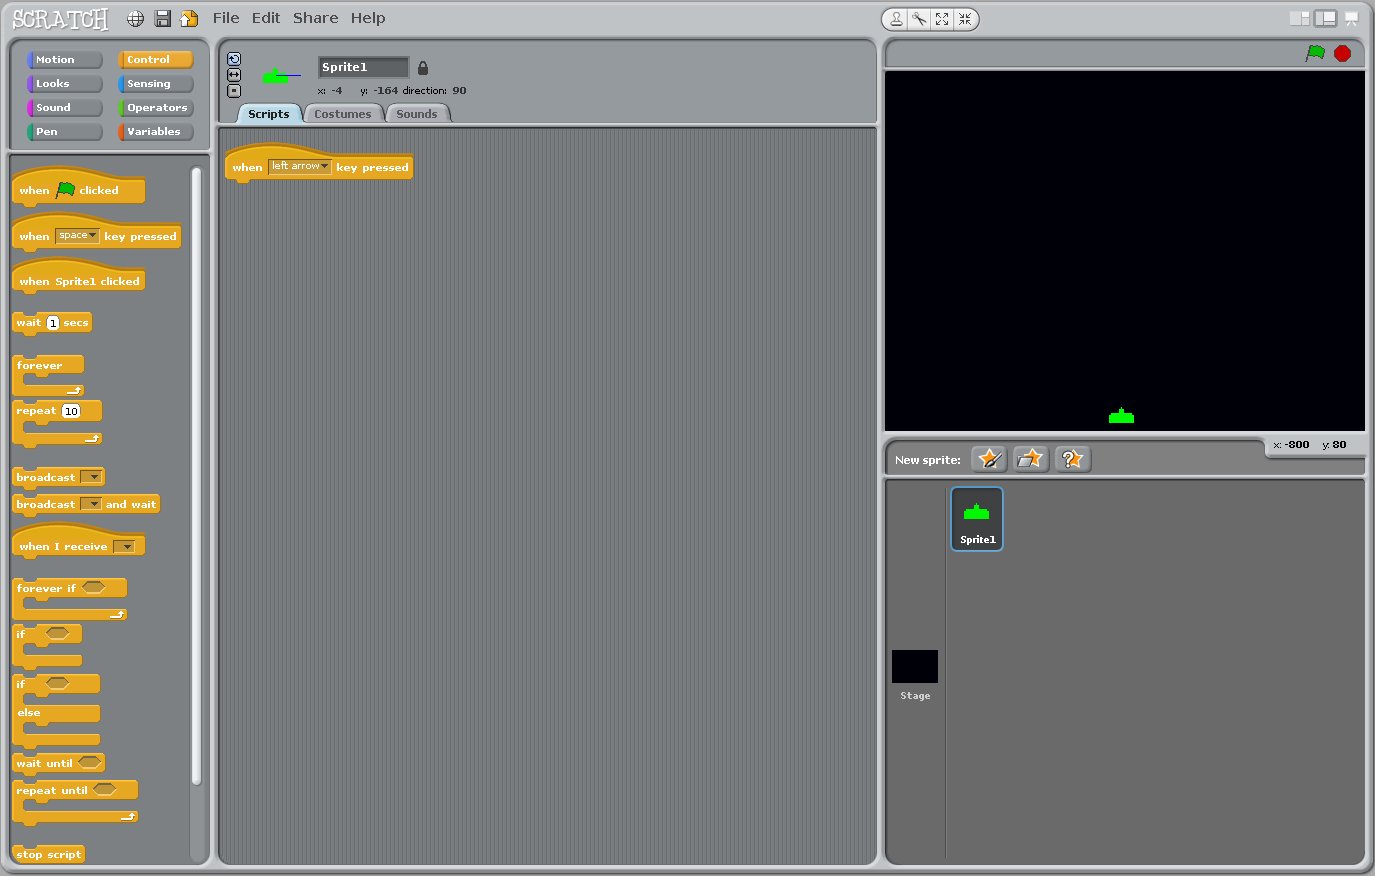 SCRATCH File Edit Share Help
Motion Control
Looks Sensing
Sound Operators
Pen Variables
when clicked
when space key pressed
when Sprite1 clicked
wait 1 secs
forever
repeat 10
broadcast
broadcast and wait
when I receive
forever if
if
if
else
wait until
repeat until
stop script
Sprite1
x: -4 y: -164 direction: 90
Scripts Costumes Sounds
when left arrow key pressed
x: -800 y: 80
New sprite:
Sprite1
Stage